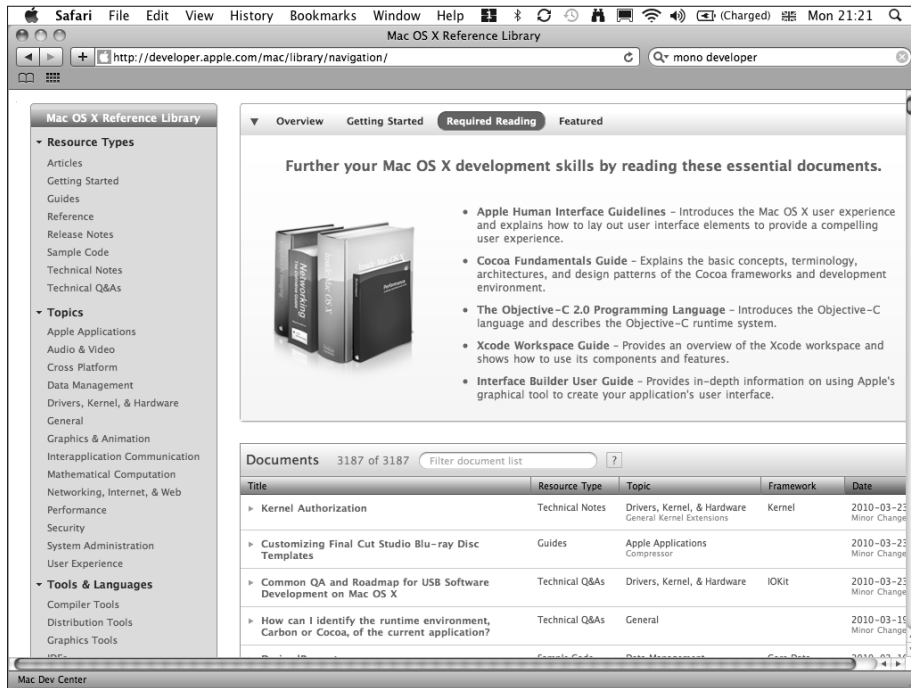 Safari File Edit View History Bookmarks Window Help (Charged) Mon 21:21
Mac OS X Reference Library
http://developer.apple.com/mac/library/navigation/
mono developer
Mac OS X Reference Library
Resource Types
Articles
Getting Started
Guides
Reference
Release Notes
Sample Code
Technical Notes
Technical Q&As
Topics
Apple Applications
Audio & Video
Cross Platform
Data Management
Drivers, Kernel, & Hardware
General
Graphics & Animation
Interapplication Communication
Mathematical Computation
Networking, Internet, & Web
Performance
Security
System Administration
User Experience
Tools & Languages
Compiler Tools
Distribution Tools
Graphics Tools
Overview Getting Started Required Reading Featured
Further your Mac OS X development skills by reading these essential documents.
Networking
Inside Mac OS X
Inside Mac OS X
Performance
• Apple Human Interface Guidelines – Introduces the Mac OS X user experience
and explains how to lay out user interface elements to provide a compelling
user experience.
• Cocoa Fundamentals Guide – Explains the basic concepts, terminology,
architectures, and design patterns of the Cocoa frameworks and development
environment.
• The Objective-C 2.0 Programming Language – Introduces the Objective-C
language and describes the Objective-C runtime system.
• Xcode Workspace Guide – Provides an overview of the Xcode workspace and
shows how to use its components and features.
• Interface Builder User Guide – Provides in-depth information on using Apple's
graphical tool to create your application's user interface.
Documents 3187 of 3187 Filter document list ?
Title Resource Type Topic Framework Date
Kernel Authorization Technical Notes Drivers, Kernel, & Hardware Kernel 2010-03-23
General Kernel Extensions Minor Change
Customizing Final Cut Studio Blu-ray Disc Guides Apple Applications 2010-03-23
Templates Compressor Minor Change
Common QA and Roadmap for USB Software Technical Q&As Drivers, Kernel, & Hardware IOKit 2010-03-23
Development on Mac OS X Minor Change
How can I identify the runtime environment, Technical Q&As General 2010-03-19
Carbon or Cocoa, of the current application? Minor Change
Mac Dev Center